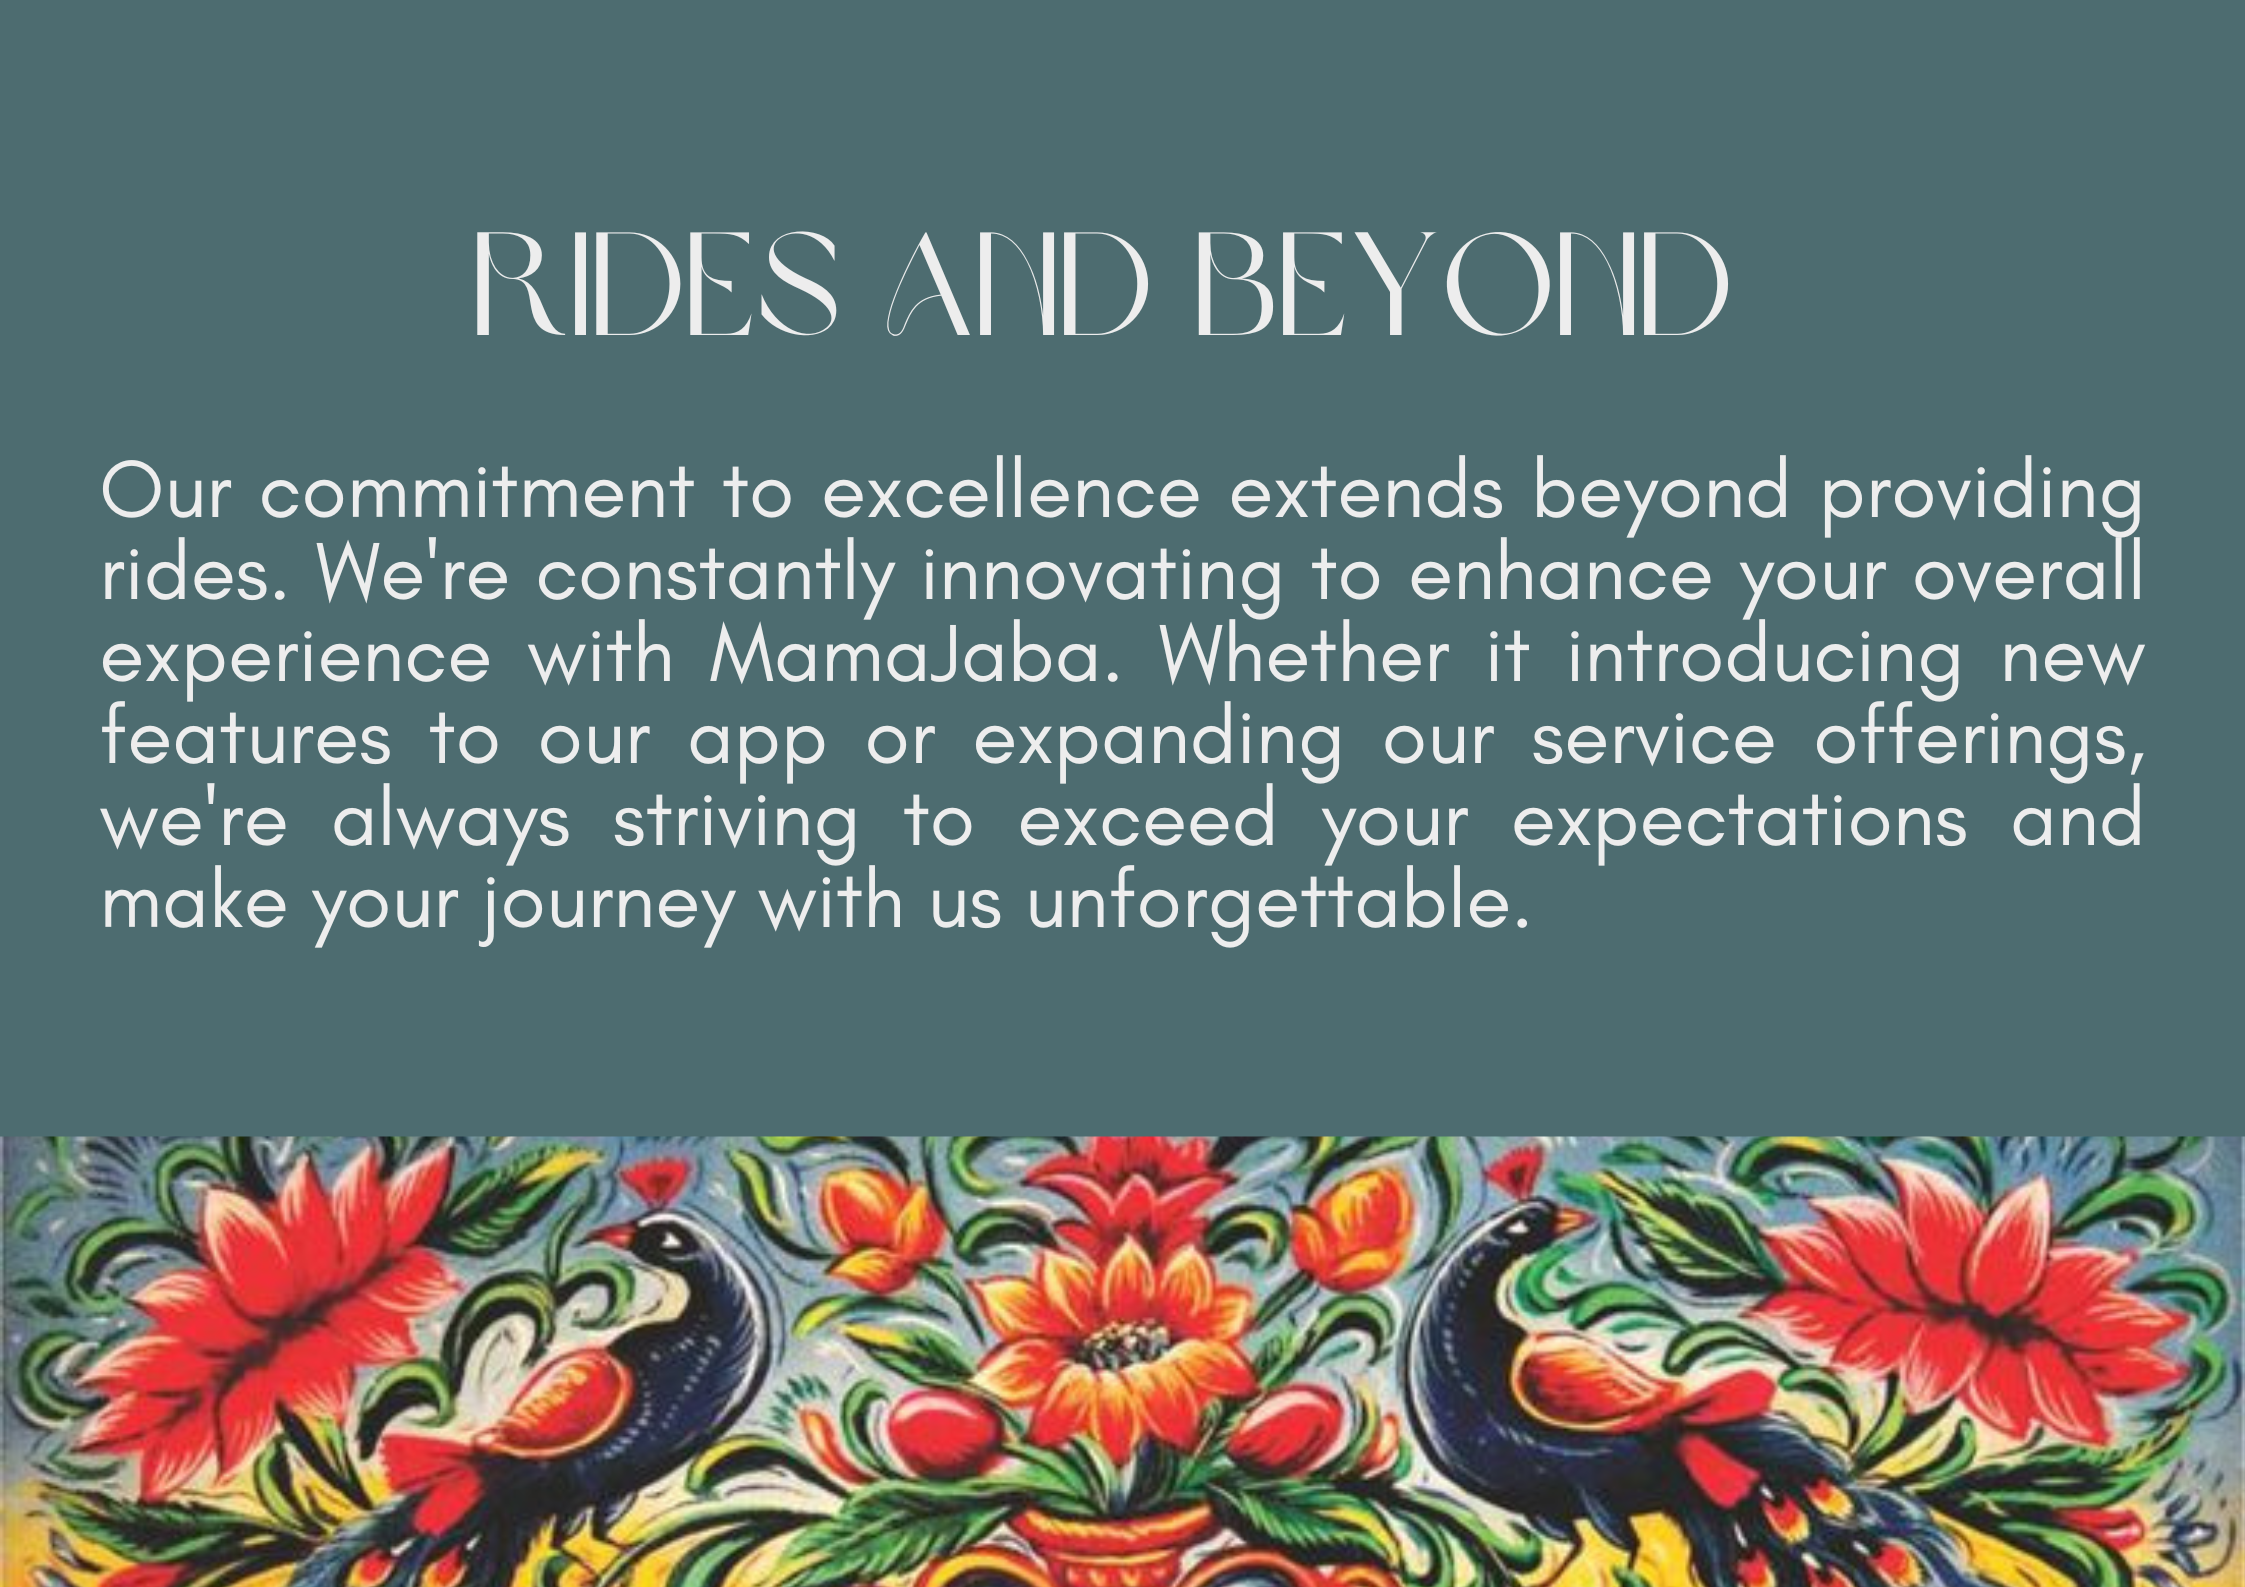 RIDES AND BEYOND
Our commitment to excellence extends beyond providing
rides. We're constantly innovating to enhance your overall
experience with MamaJaba. Whether it introducing new
features to our app or expanding our service offerings,
we're always striving to exceed your expectations and
make your journey with us unforgettable.